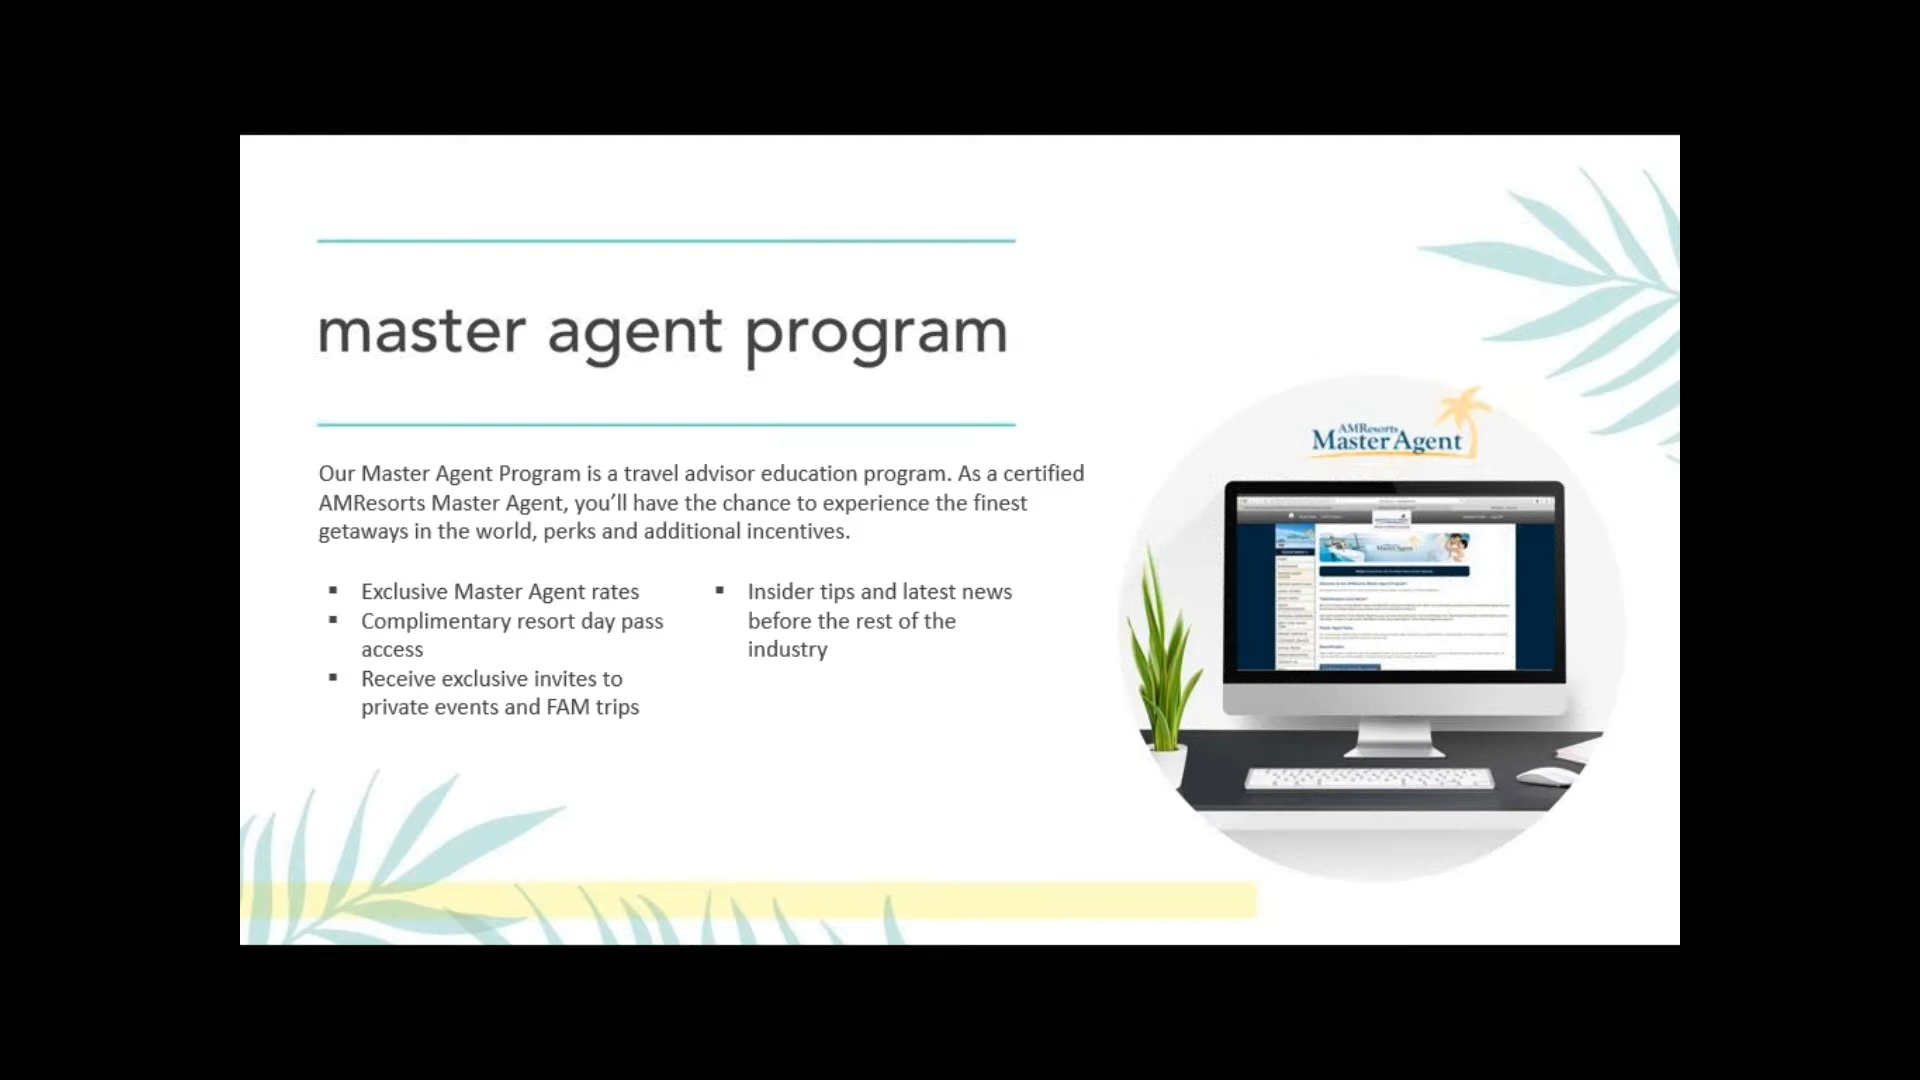 master agent program
Our Master Agent Program is a travel advisor education program. As a certified
AMResorts Master Agent, you’ll have the chance to experience the finest
getaways in the world, perks and additional incentives.
▪ Exclusive Master Agent rates
▪ Complimentary resort day pass
access
▪ Receive exclusive invites to
private events and FAM trips
▪ Insider tips and latest news
before the rest of the
industry
AMResorts
Master Agent